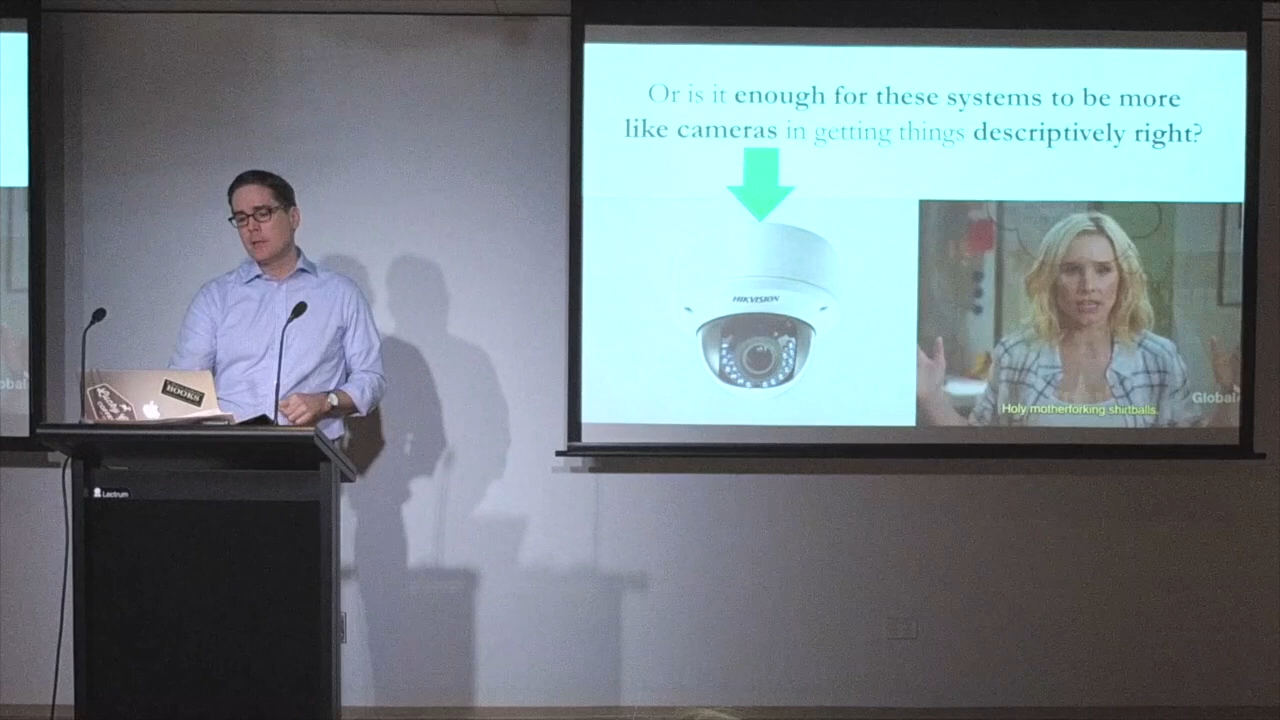 Or is it enough for these systems to be more
like cameras in getting things descriptively right?
HIKVISION
Holy motherforking shirtballs.
Global
BOOKS
Lectrum